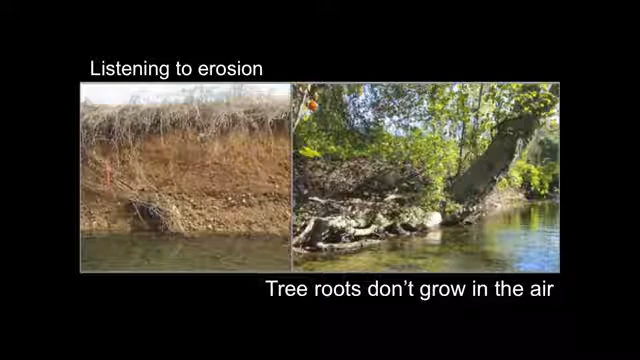 Listening to erosion
Tree roots don't grow in the air